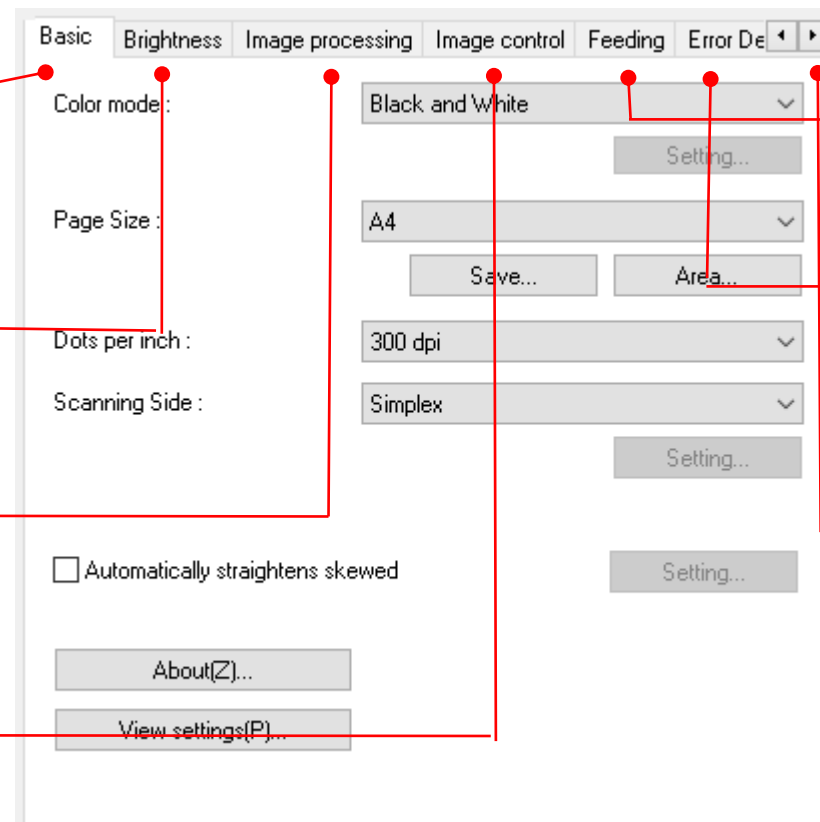 Basic Brightness Image processing Image control Feeding Error De
Color mode : Black and White
Setting...
Page Size : A4
Save... Area...
Dots per inch : 300 dpi
Scanning Side : Simplex
Setting...
Automatically straightens skewed Setting...
About(Z)...
View settings(P)...